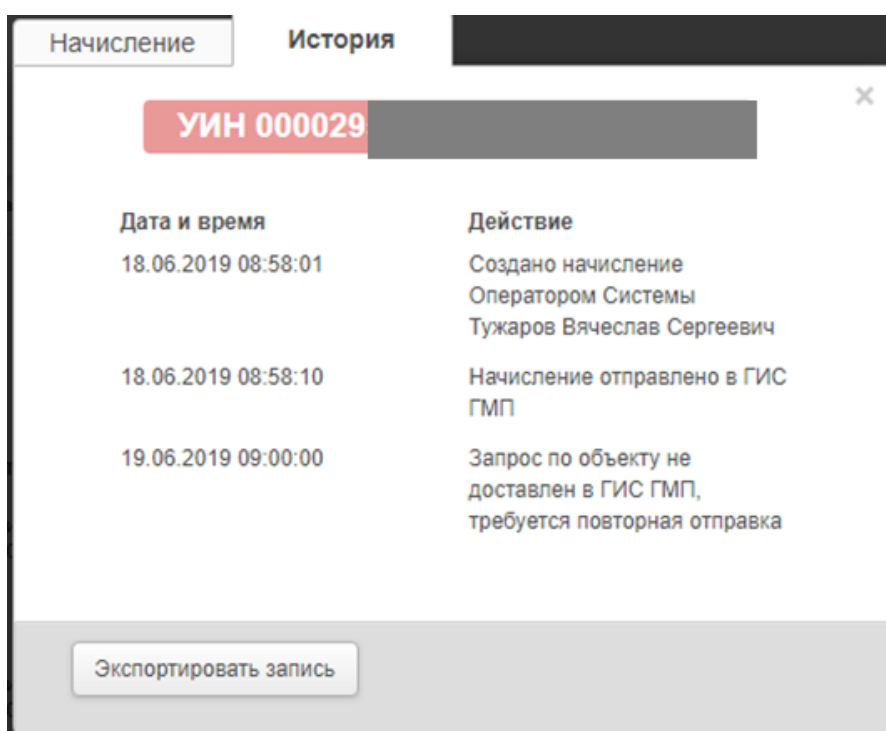 Начисление
История
×
УИН 000029
Дата и время
Действие
18.06.2019 08:58:01
Создано начисление
Оператором Системы
Тужаров Вячеслав Сергеевич
18.06.2019 08:58:10
Начисление отправлено в ГИС
ГМП
19.06.2019 09:00:00
Запрос по объекту не
доставлен в ГИС ГМП,
требуется повторная отправка
Экспортировать запись